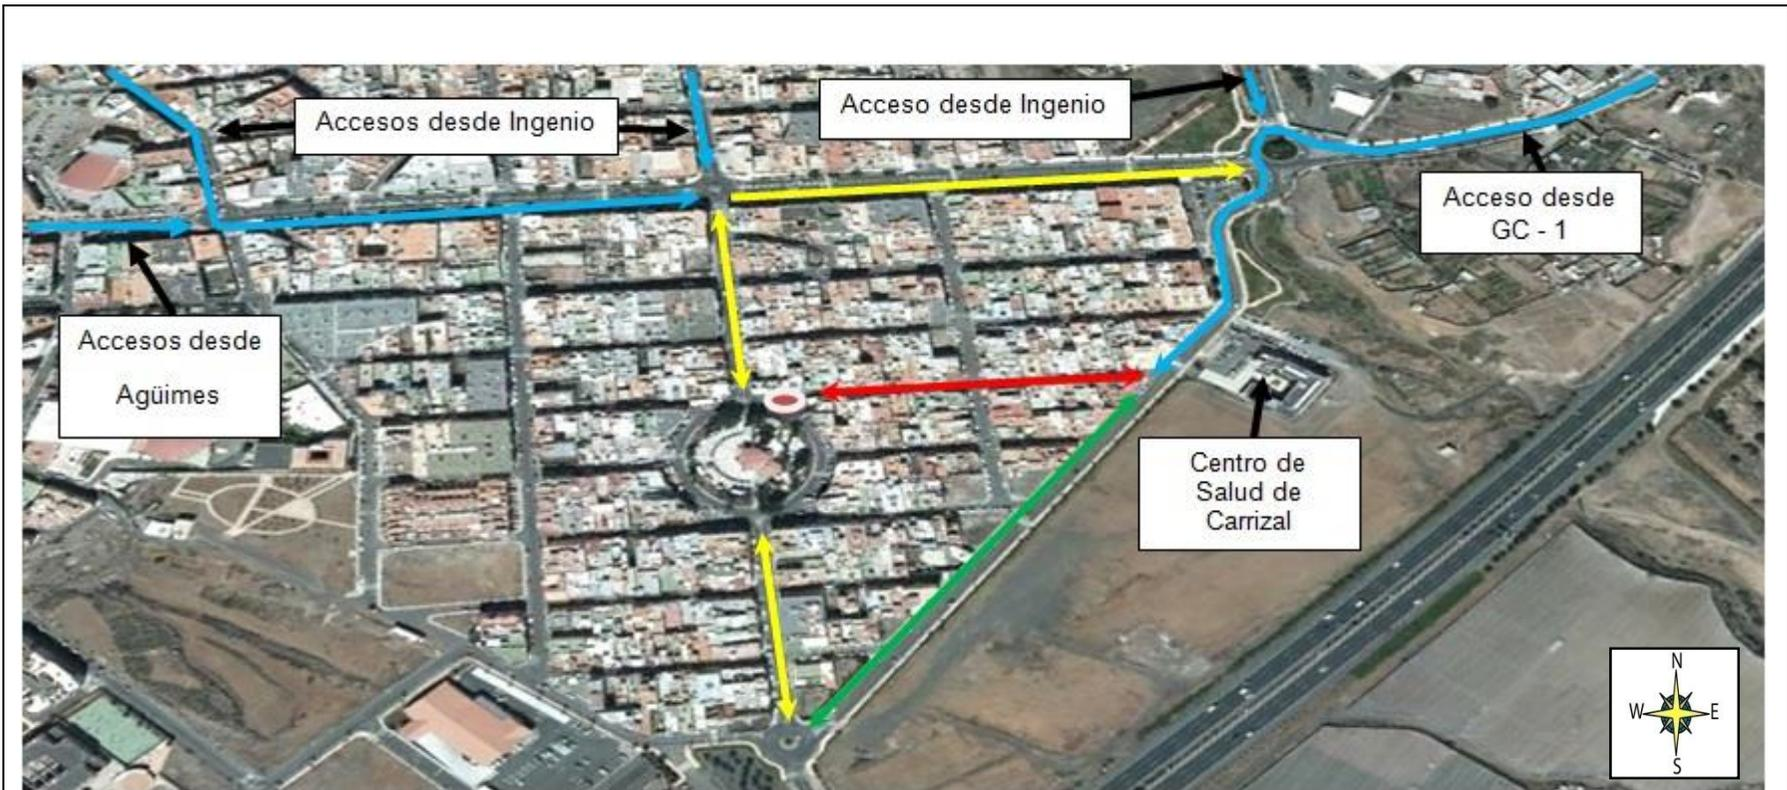 Accesos desde Ingenio
Acceso desde Ingenio
Acceso desde
GC - 1
Accesos desde
Agüimes
Centro de
Salud de
Carrizal
N
W E
S